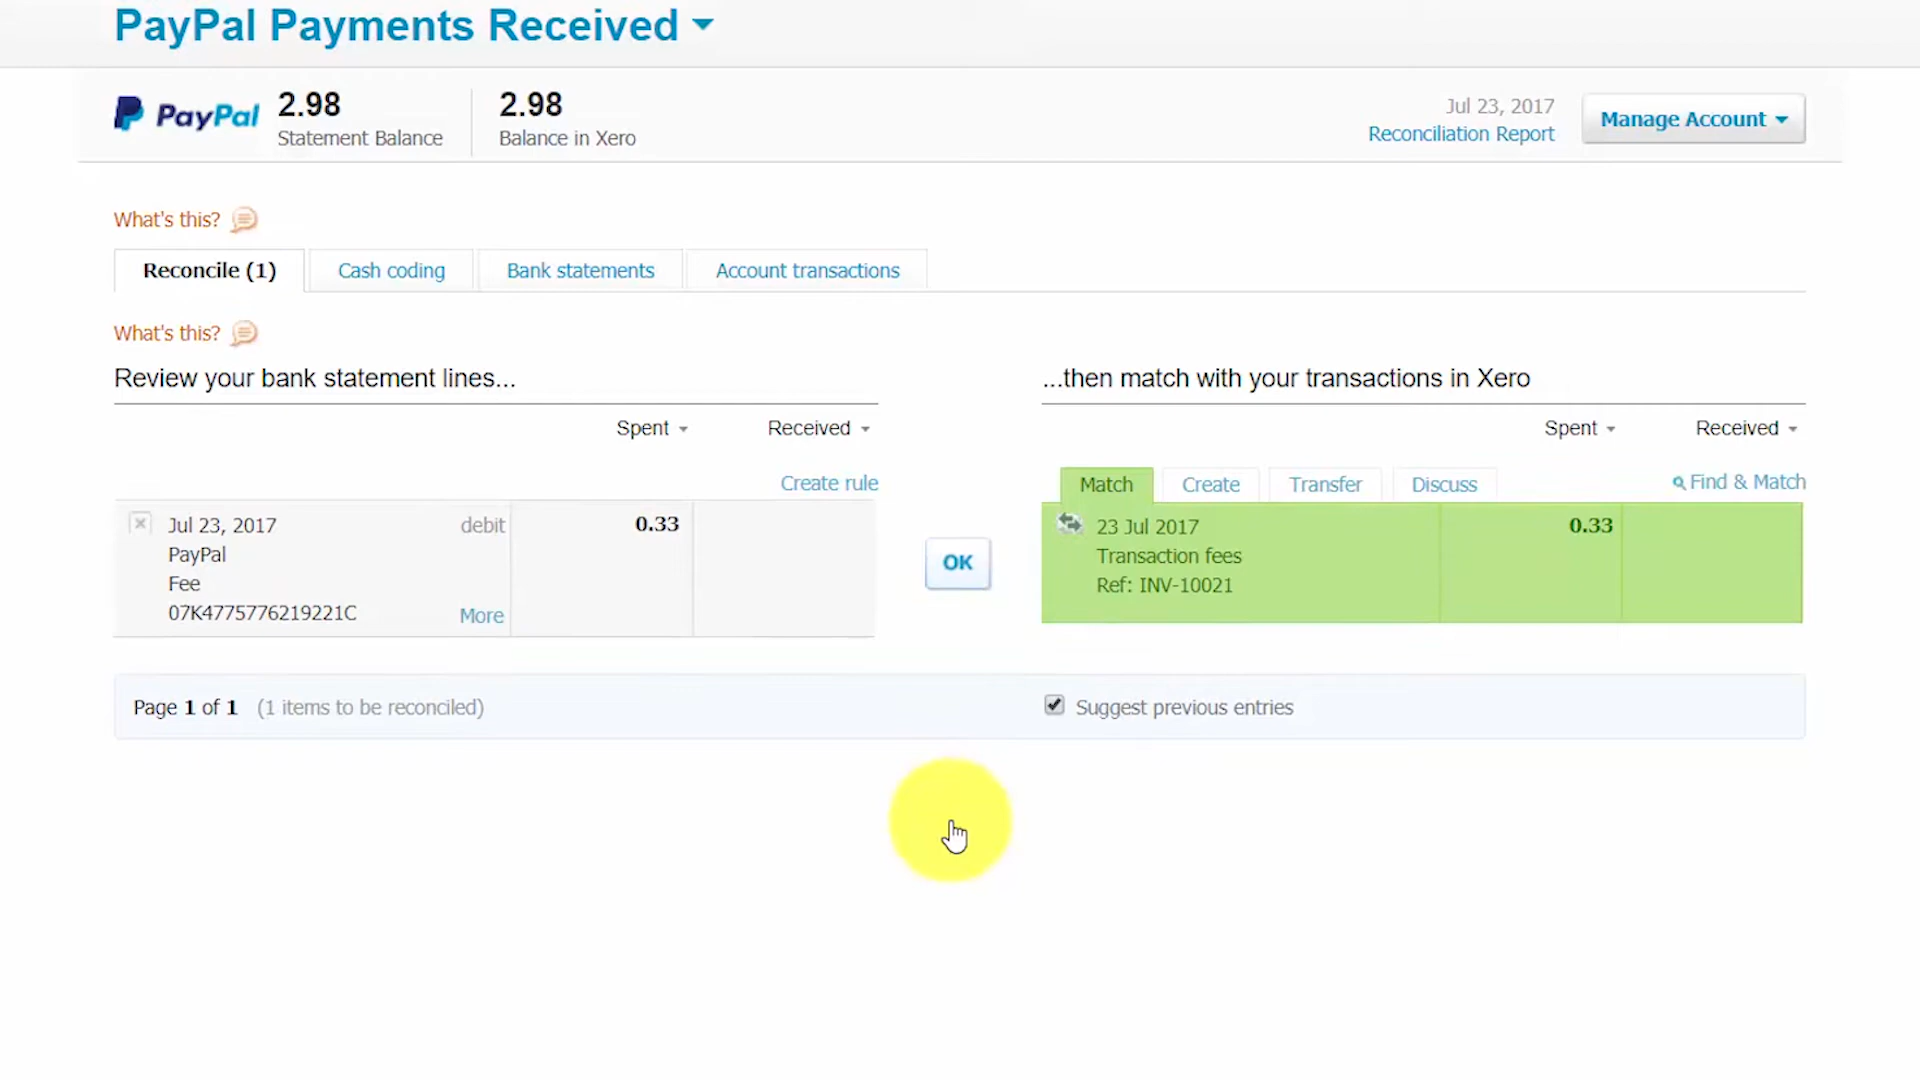 PayPal Payments Received
PayPal
2.98
Statement Balance
2.98
Balance in Xero
Jul 23, 2017
Reconciliation Report
Manage Account
What's this?
Reconcile (1)
Cash coding
Bank statements
Account transactions
What's this?
Review your bank statement lines...
...then match with your transactions in Xero
Spent
Received
Spent
Received
Create rule
Match
Create
Transfer
Discuss
Find & Match
Jul 23, 2017
debit
0.33
PayPal
Fee
07K4775776219221C
More
OK
23 Jul 2017
0.33
Transaction fees
Ref: INV-10021
Page 1 of 1 (1 items to be reconciled)
Suggest previous entries